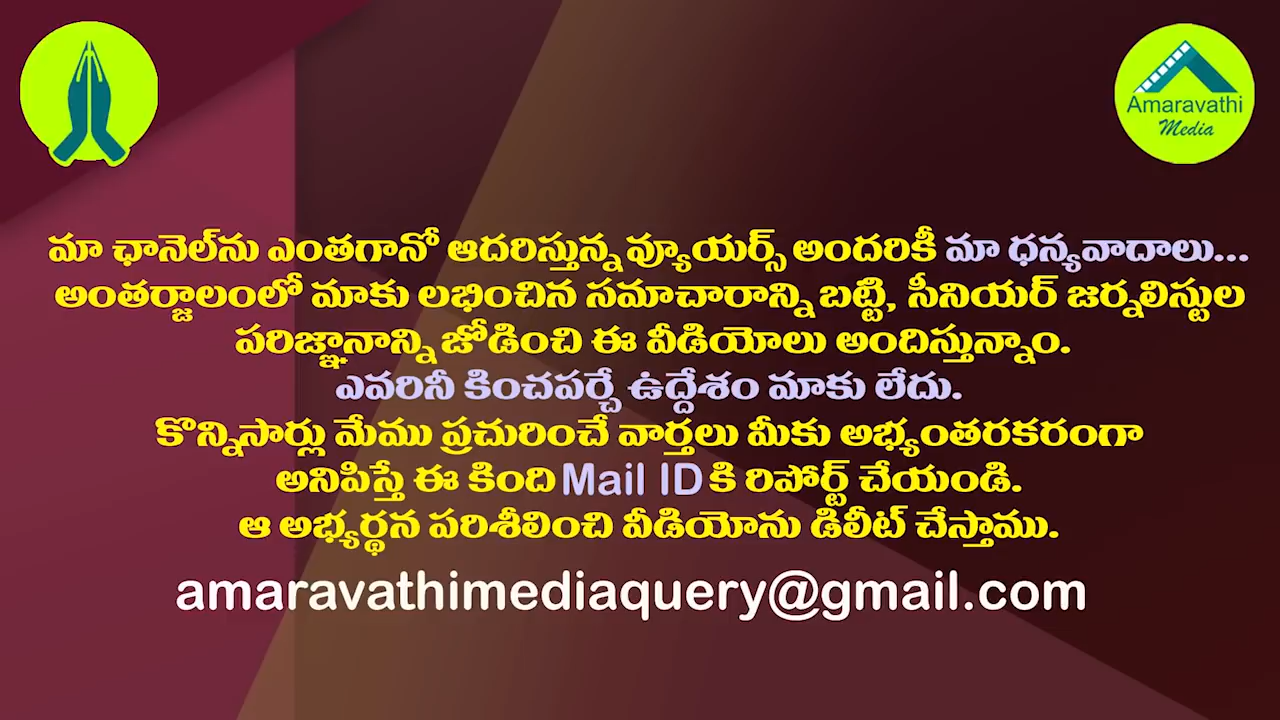 Amaravathi
Media
మా ఛానెల్‌ను ఎంతగానో ఆదరిస్తున్న వ్యూయర్స్ అందరికీ మా ధన్యవాదాలు...
అంతర్జాలంలో మాకు లభించిన సమాచారాన్ని బట్టి, సీనియర్ జర్నలిస్టుల
పరిజ్ఞానాన్ని జోడించి ఈ వీడియోలు అందిస్తున్నాం.
ఎవరినీ కించపర్చే ఉద్దేశం మాకు లేదు.
కొన్నిసార్లు మేము ప్రచురించే వార్తలు మీకు అభ్యంతరకరంగా
అనిపిస్తే ఈ కింది Mail ID కి రిపోర్ట్ చేయండి.
ఆ అభ్యర్థన పరిశీలించి వీడియోను డిలీట్ చేస్తాము.
amaravathimediaquery@gmail.com